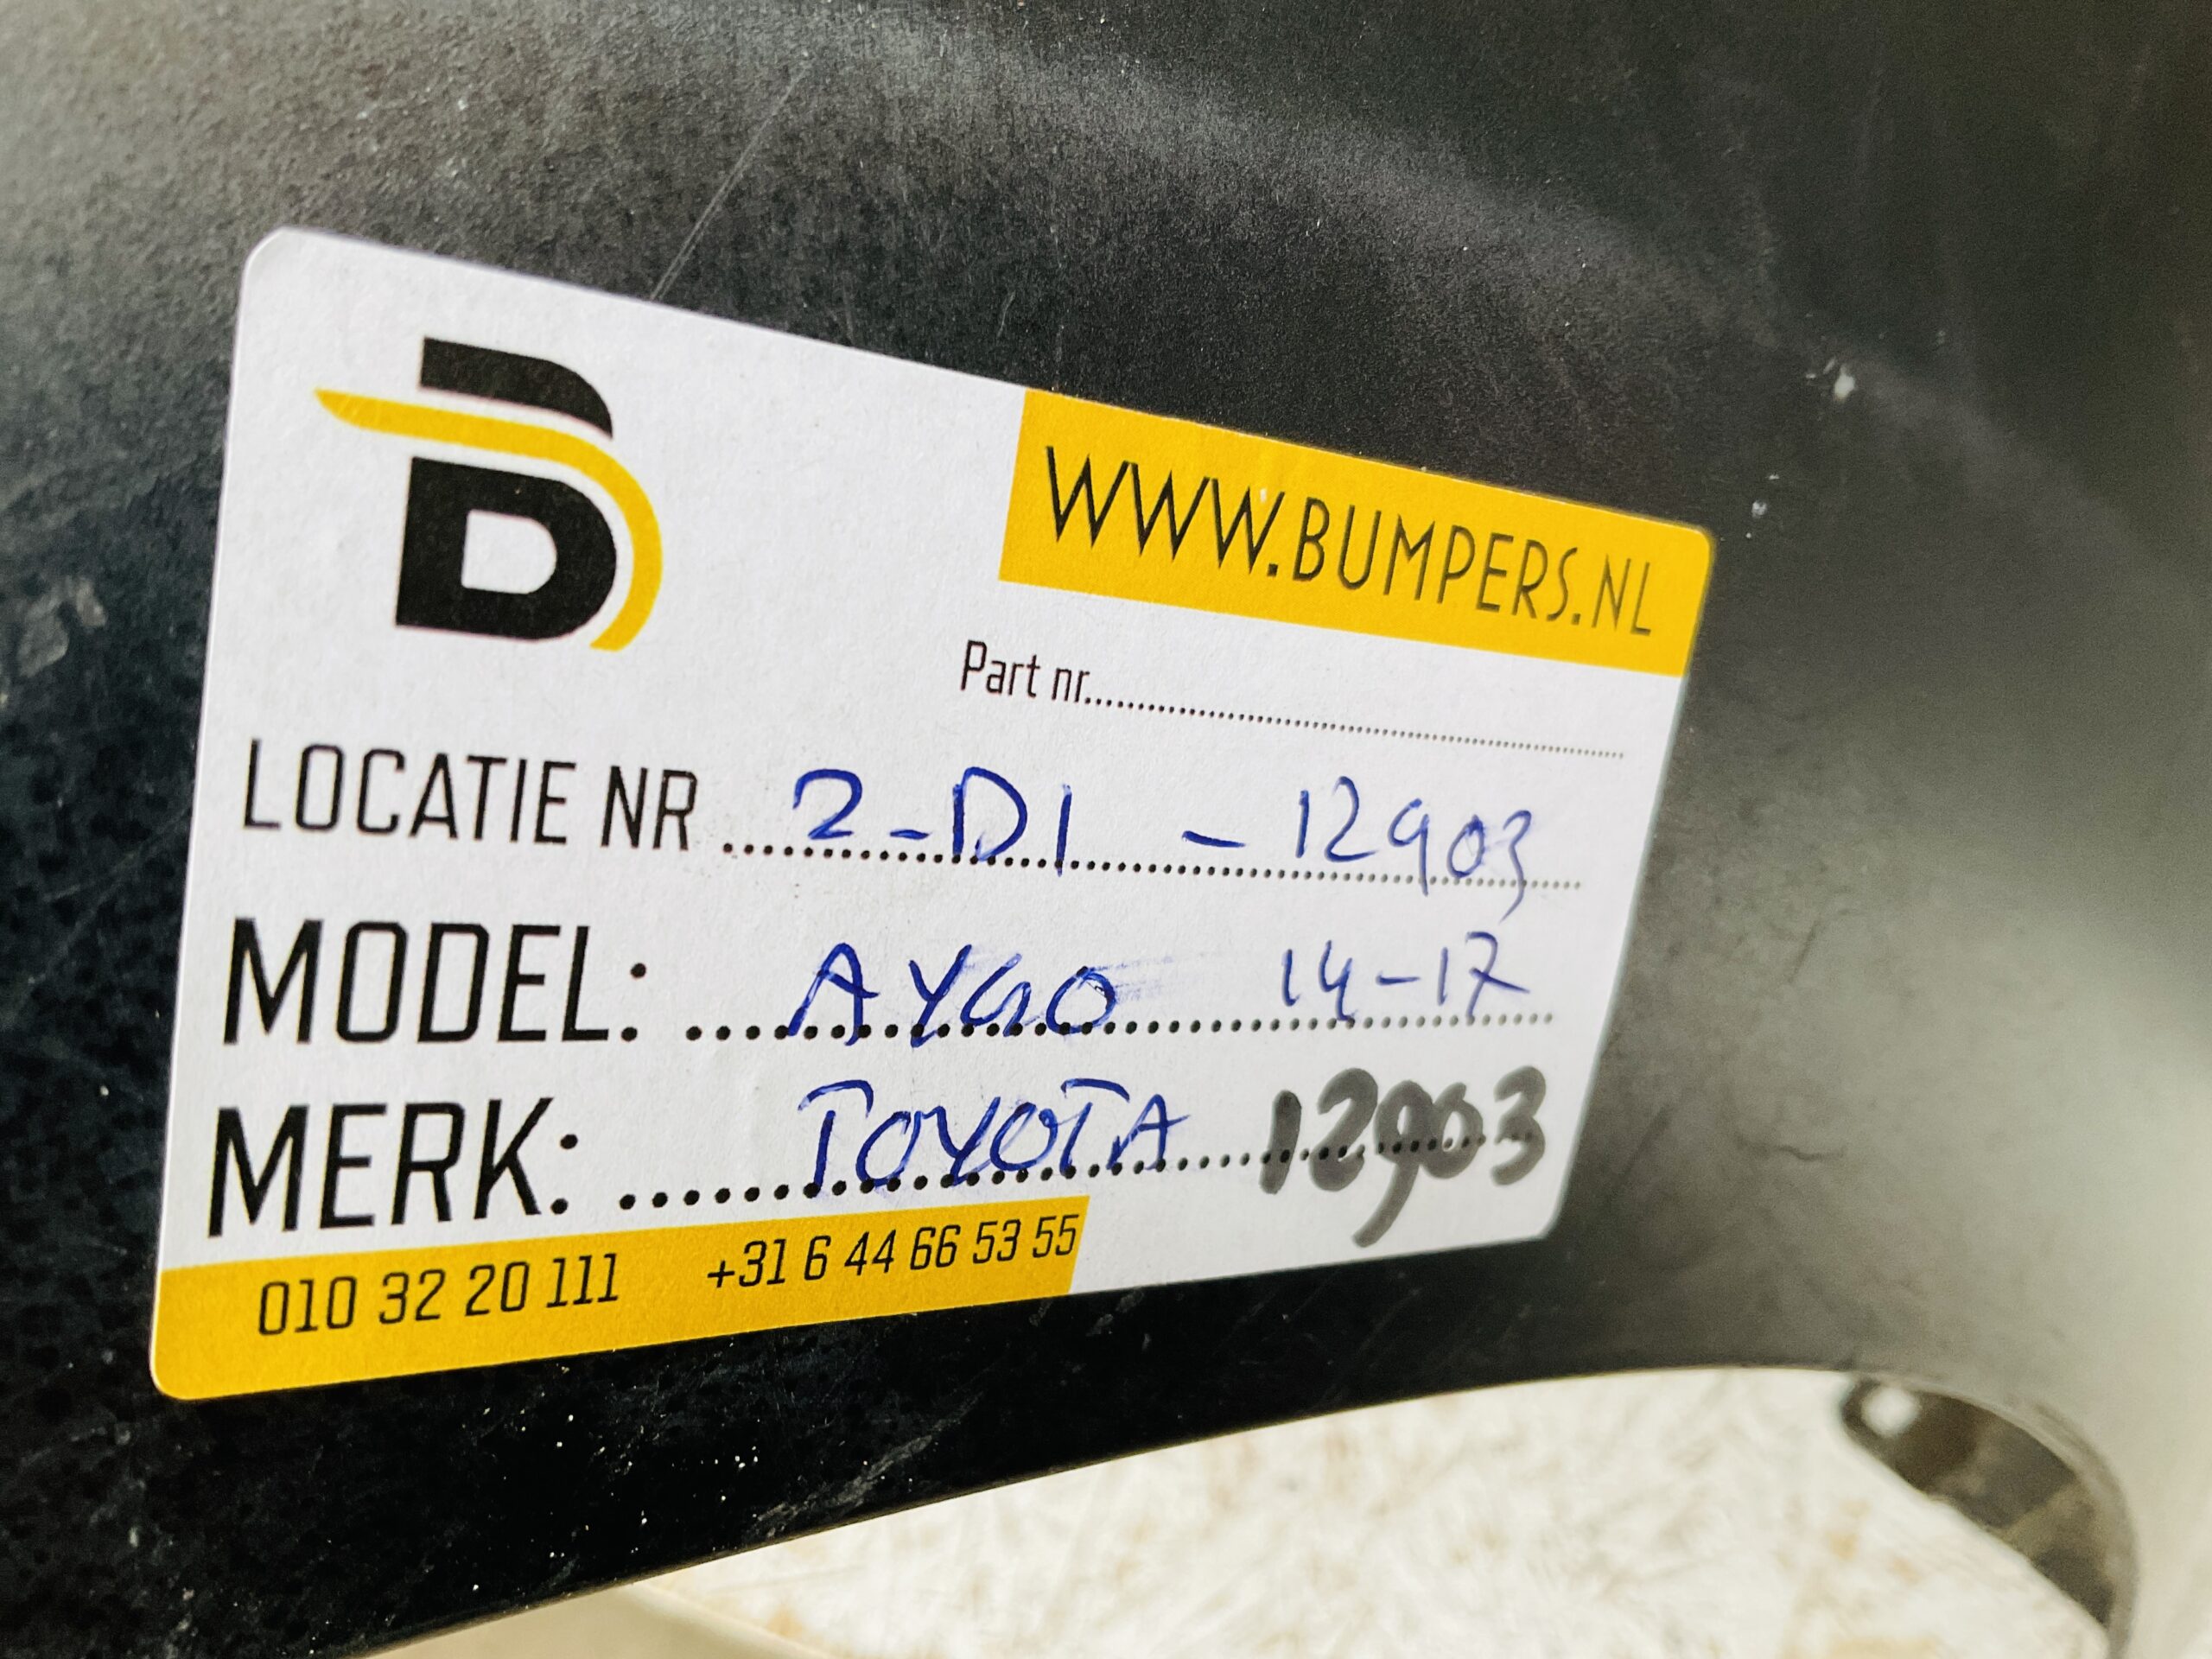 B
WWW.BUMPERS.NL
Part nr...............................................
LOCATIE NR ... 2-D1 - 12903
MODEL: ... AYGO 14-17
MERK: ... TOYOTA 12903
010 32 20 111 +31 6 44 66 53 55